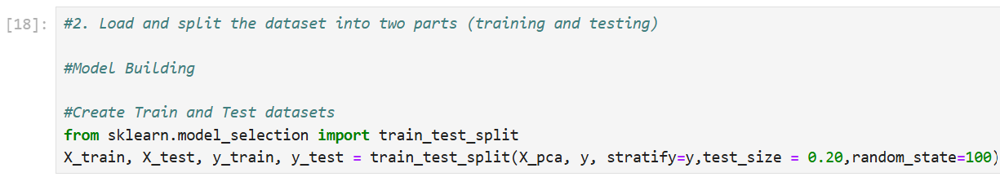 [18]: #2. Load and split the dataset into two parts (training and testing)
#Model Building
#Create Train and Test datasets
from sklearn.model_selection import train_test_split
X_train, X_test, y_train, y_test = train_test_split(X_pca, y, stratify=y,test_size = 0.20,random_state=100)